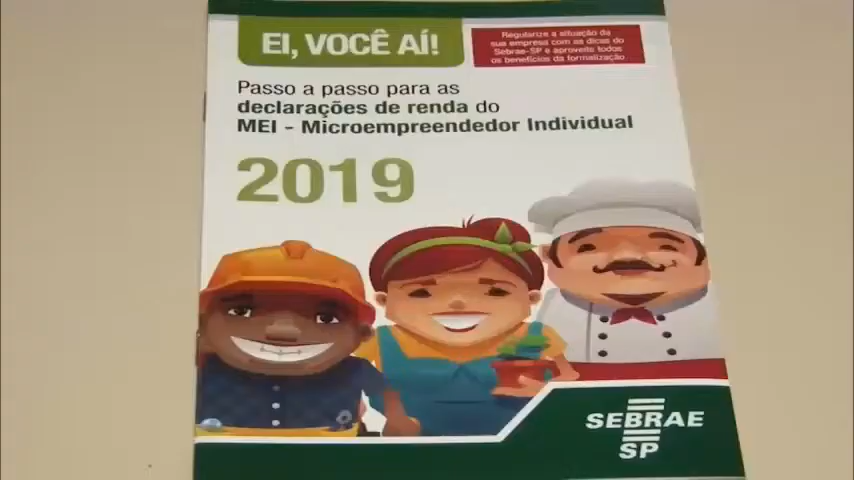 EI, VOCÊ AÍ!
Regularize a situação da
sua empresa com as dicas do
Sebrae-SP e aproveite todos
os benefícios da formalização
Passo a passo para as
declarações de renda do
MEI - Microempreendedor Individual
2019
SEBRAE
SP